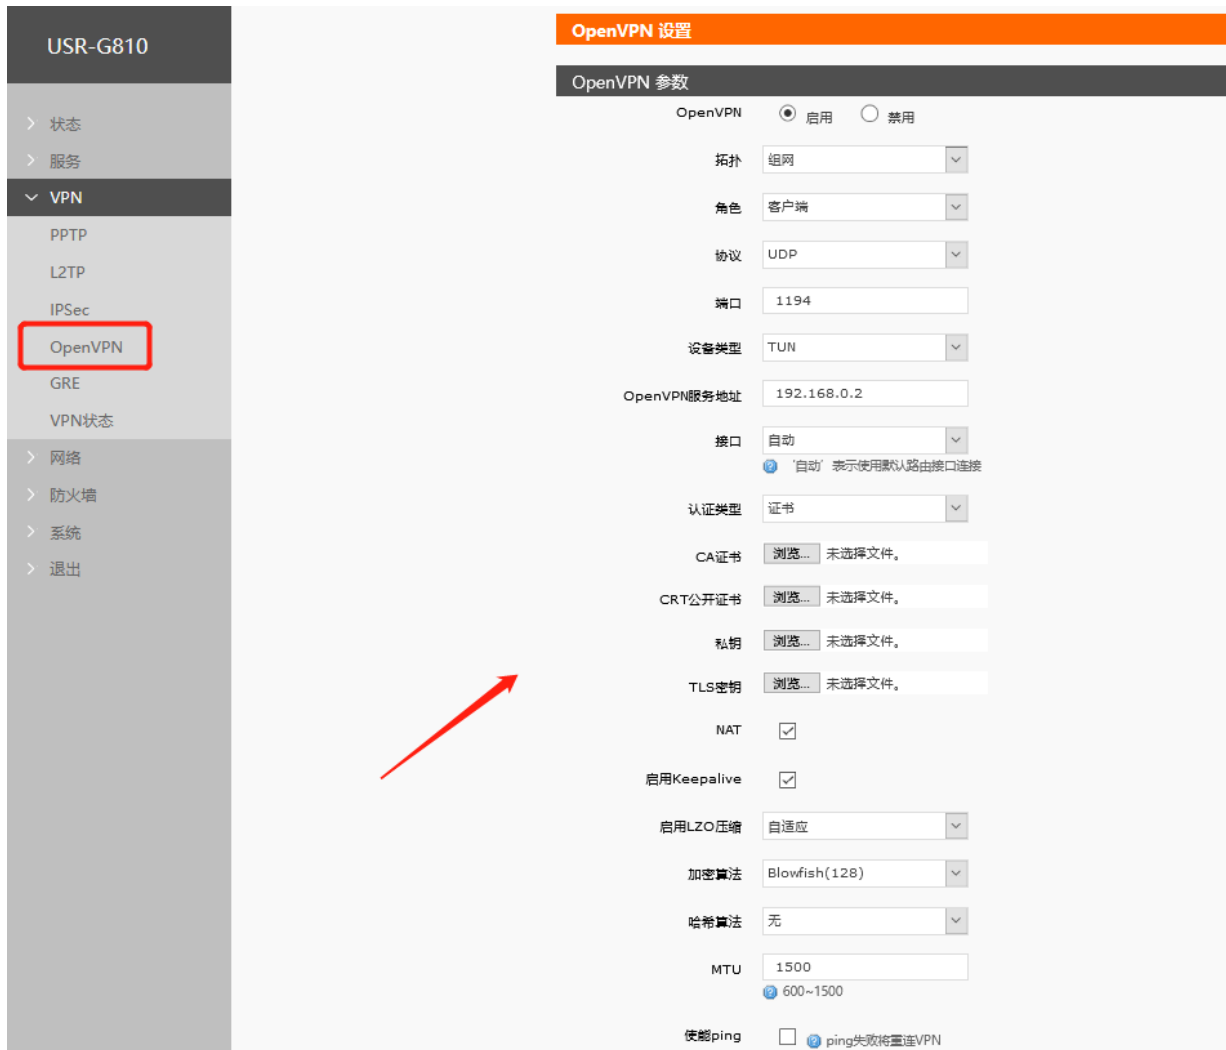 USR-G810
状态
服务
VPN
PPTP
L2TP
IPSec
OpenVPN
GRE
VPN状态
网络
防火墙
系统
退出
OpenVPN 设置
OpenVPN 参数
OpenVPN 启用 禁用
拓扑 组网
角色 客户端
协议 UDP
端口 1194
设备类型 TUN
OpenVPN服务地址 192.168.0.2
接口 自动
'自动' 表示使用默认路由接口连接
认证类型 证书
CA证书 浏览... 未选择文件。
CRT公开证书 浏览... 未选择文件。
私钥 浏览... 未选择文件。
TLS密钥 浏览... 未选择文件。
NAT
启用Keepalive
启用LZO压缩 自适应
加密算法 Blowfish(128)
哈希算法 无
MTU 1500
600~1500
使能ping ping失败将重连VPN